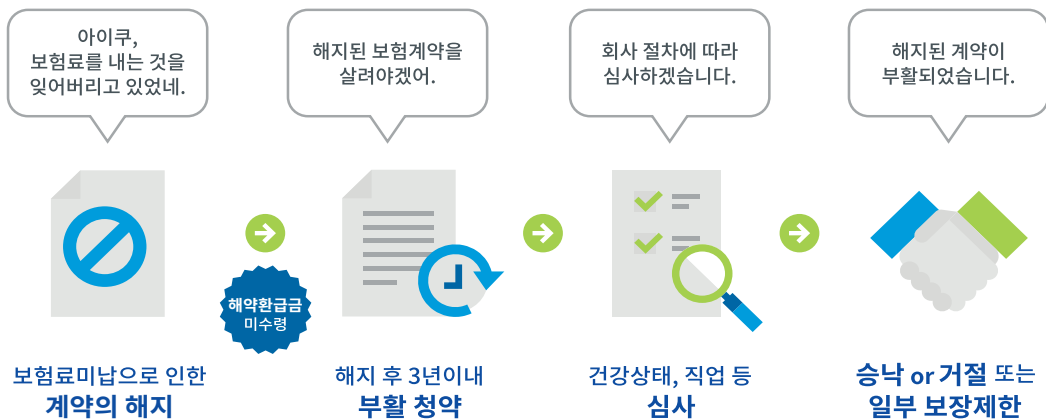 아이쿠,
보험료를 내는 것을
잊어버리고 있었네.
해지된 보험계약을
살려야겠어.
회사 절차에 따라
심사하겠습니다.
해지된 계약이
부활되었습니다.
해약환급금
미수령
보험료미납으로 인한
계약의 해지
해지 후 3년이내
부활 청약
건강상태, 직업 등
심사
승낙 or 거절 또는
일부 보장제한